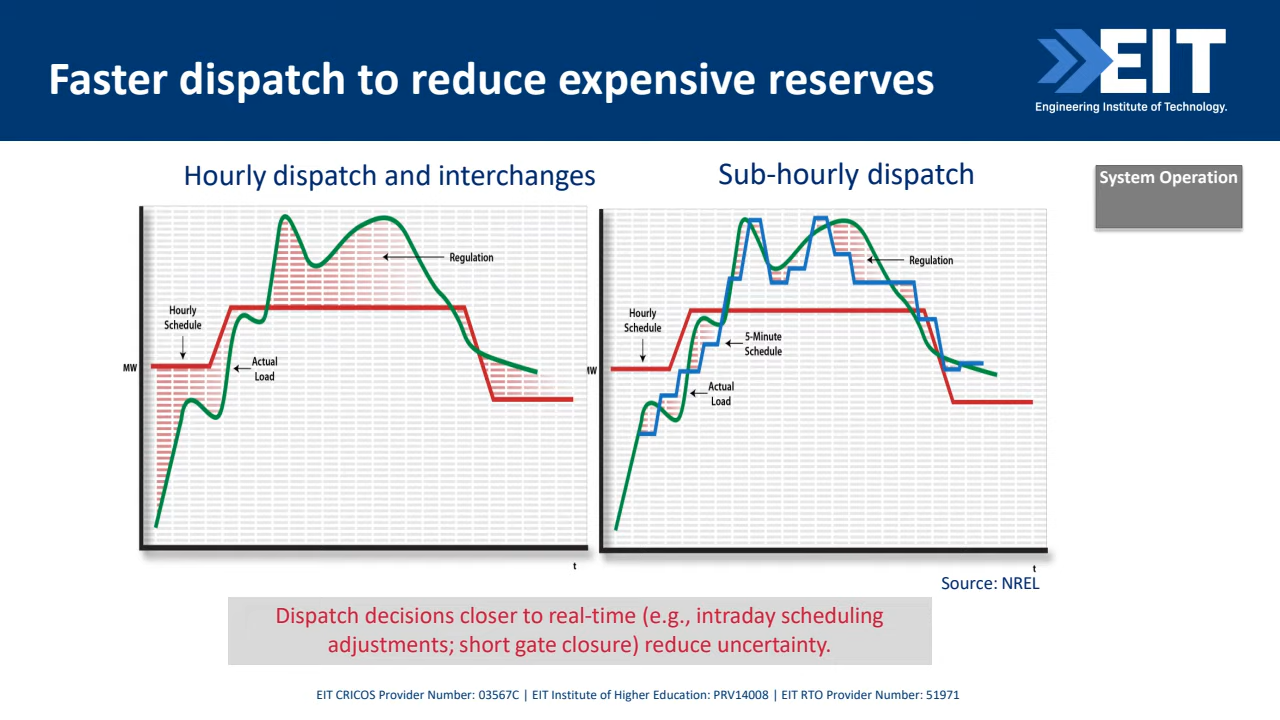 Faster dispatch to reduce expensive reserves
EIT
Engineering Institute of Technology.
Hourly dispatch and interchanges
Sub-hourly dispatch
System Operation
Regulation
Hourly
Schedule
Actual
Load
MW
t
Regulation
Hourly
Schedule
5-Minute
Schedule
Actual
Load
MW
t
Source: NREL
Dispatch decisions closer to real-time (e.g., intraday scheduling
adjustments; short gate closure) reduce uncertainty.
EIT CRICOS Provider Number: 03567C | EIT Institute of Higher Education: PRV14008 | EIT RTO Provider Number: 51971